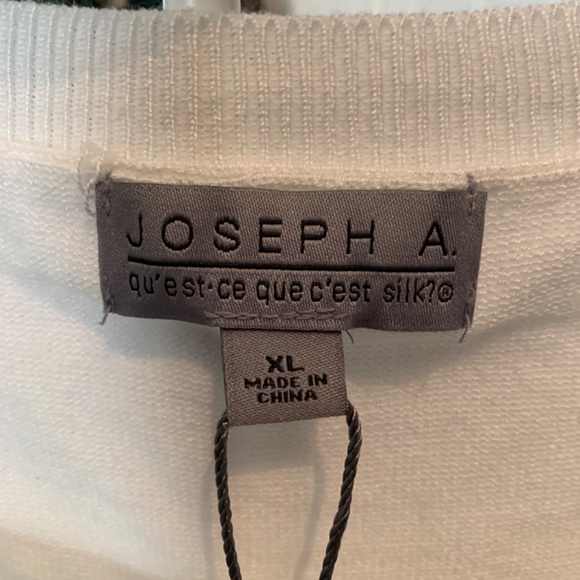 JOSEPH A.
qu'est-ce que c'est silk?®
XL
MADE IN
CHINA